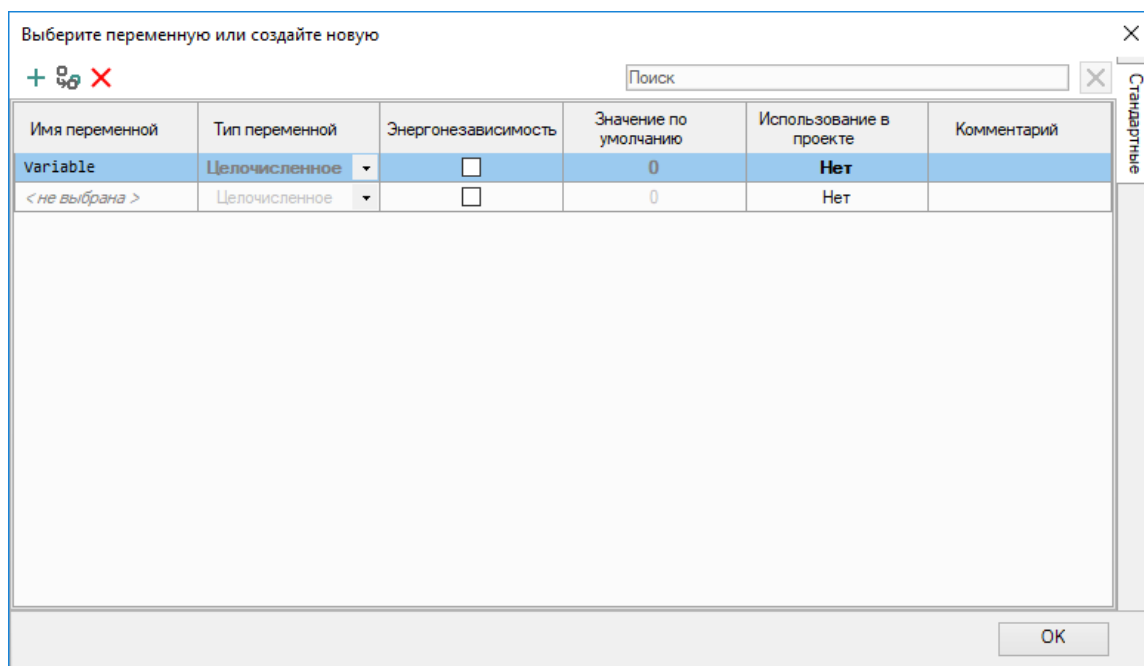 Выберите переменную или создайте новую
Поиск
Имя переменной Тип переменной Энергонезависимость Значение по умолчанию Использование в проекте Комментарий
Variable Целочисленное 0 Нет
<не выбрана> Целочисленное 0 Нет
Стандартные
OK